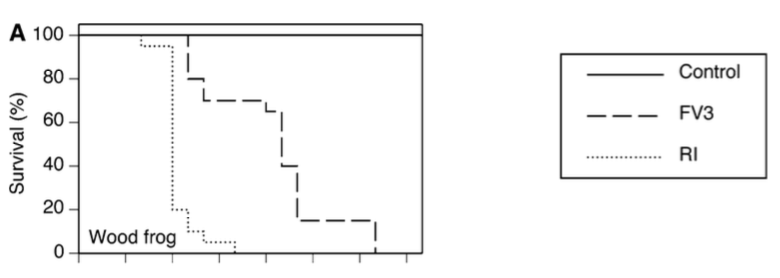 A
100
80
60
40
20
0
Survival (%)
Wood frog
Control
FV3
RI